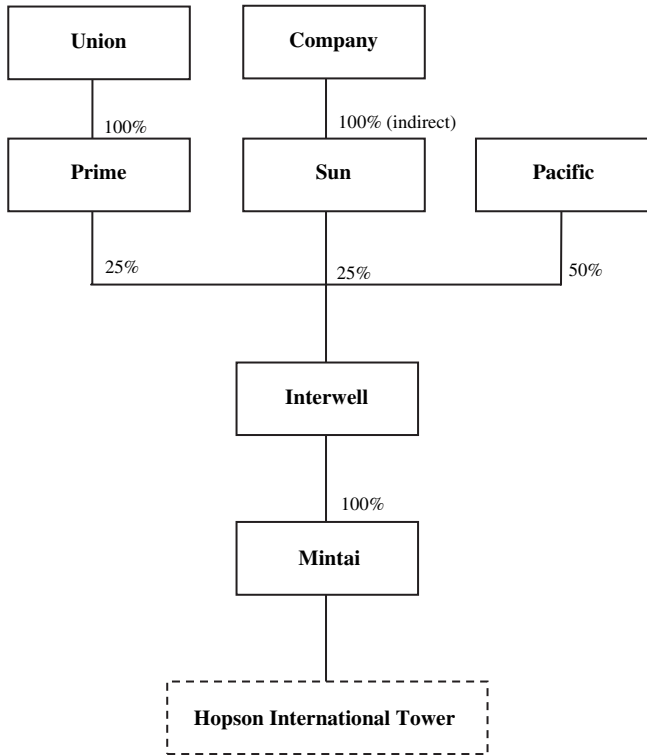 Union
Company
100%
100% (indirect)
Prime
Sun
Pacific
25%
25%
50%
Interwell
100%
Mintai
Hopson International Tower